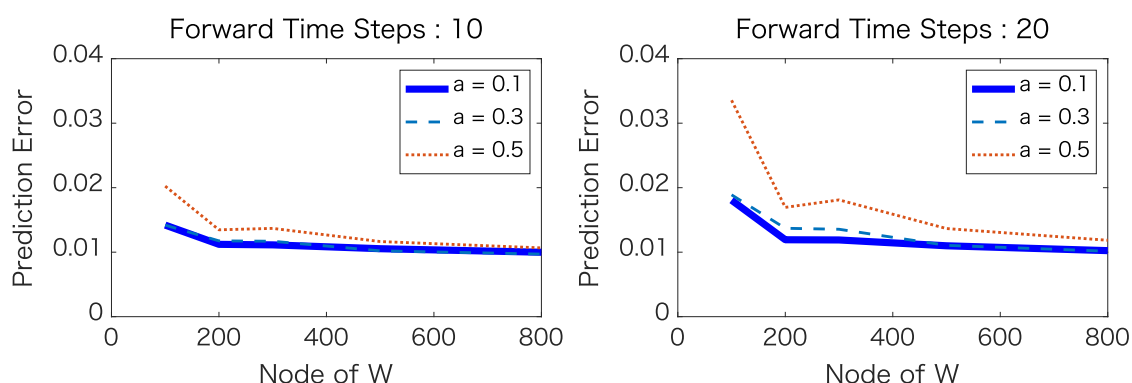 Forward Time Steps : 10
0.04
0.03
0.02
0.01
0
Prediction Error
a = 0.1
a = 0.3
a = 0.5
0
200
400
600
800
Node of W
Forward Time Steps : 20
0.04
0.03
0.02
0.01
0
Prediction Error
a = 0.1
a = 0.3
a = 0.5
0
200
400
600
800
Node of W